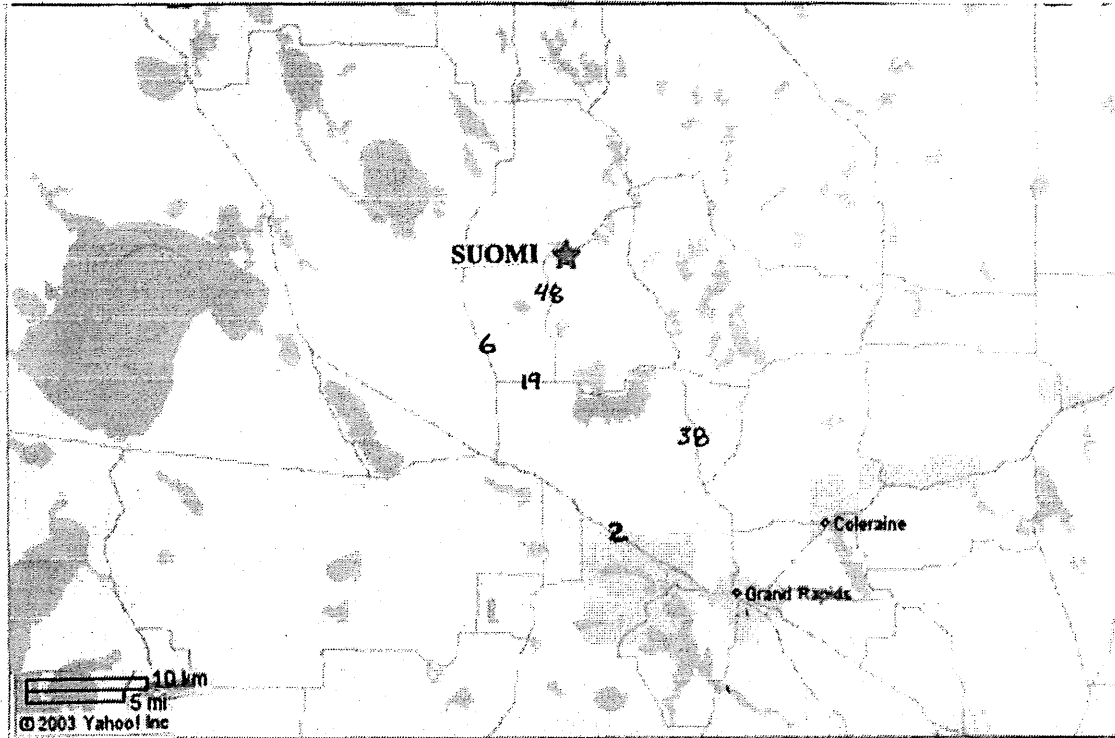 SUOMI
48
6
19
38
Coleraine
2
Grand Rapids
10 km
5 mi
© 2003 Yahoo! Inc